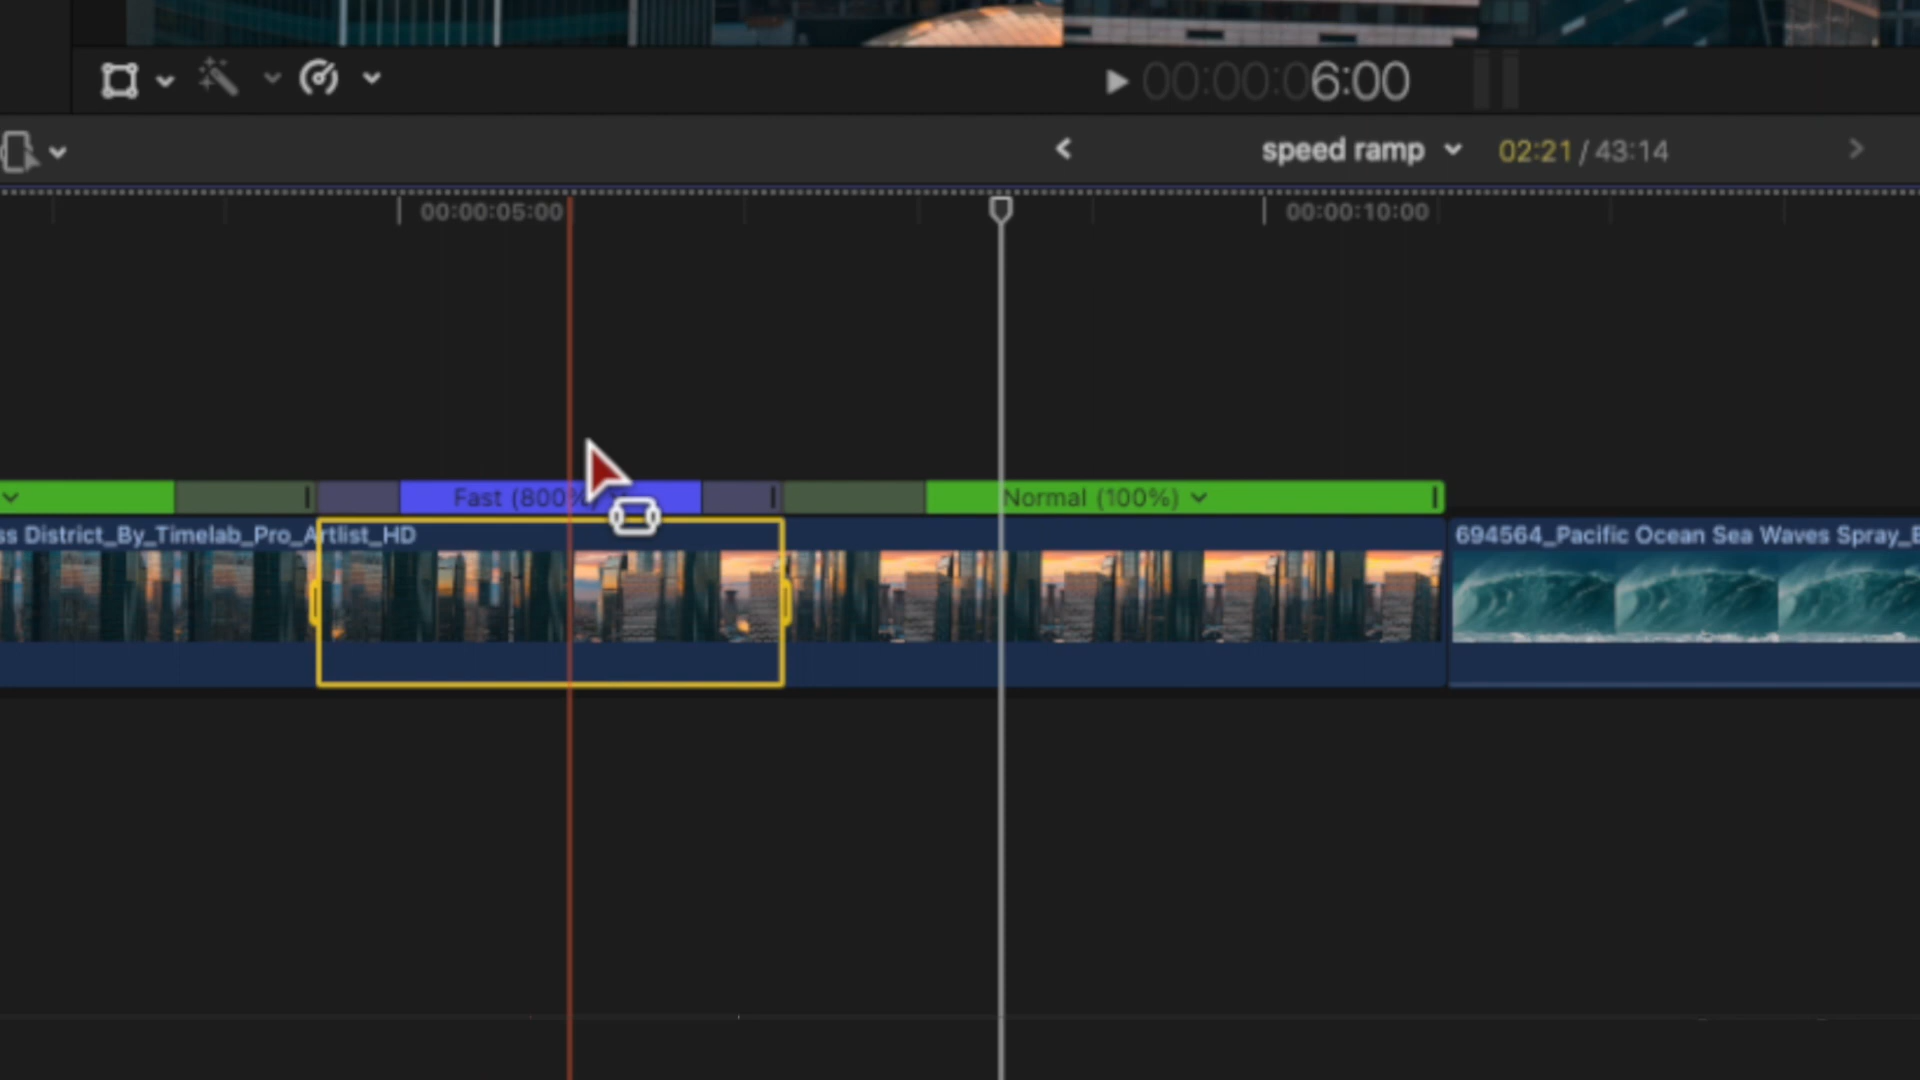 00:00:06:00
speed ramp 02:21 / 43:14
00:00:05:00 00:00:10:00
Fast (800% Normal (100%)
ss District_By_Timelab_Pro_Artlist_HD 694564_Pacific Ocean Sea Waves Spray_